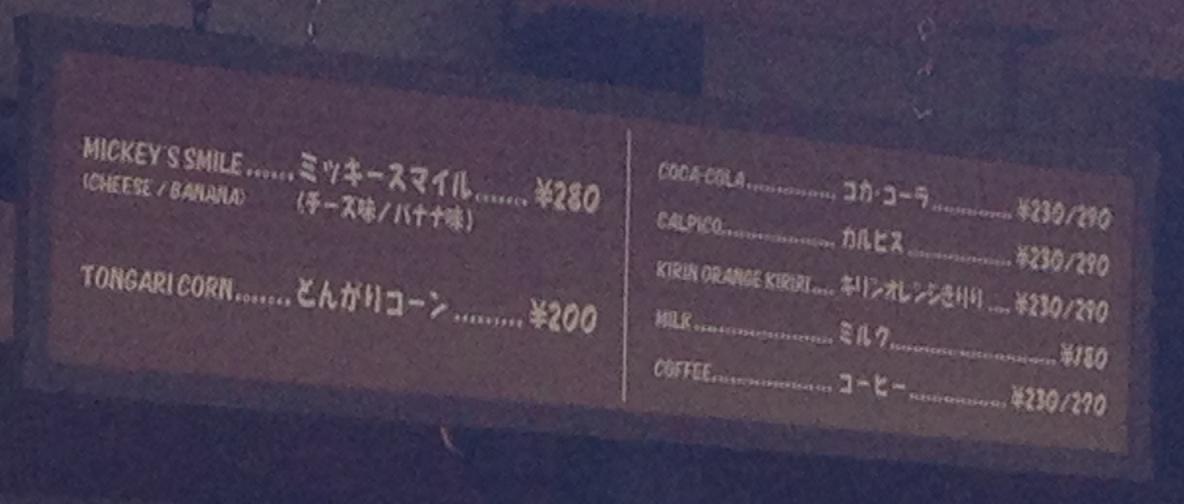 MICKEY'S SMILE......ミッキースマイル.......¥280
(CHEESE / BANANA) (チーズ味/バナナ味)
TONGARI CORN.......とんがりコーン.........¥200
COCA-COLA................コカ・コーラ..............¥230/290
CALPICO....................カルピス..................¥230/290
KIRIN ORANGE KIRIRI....キリンオレンジきりり....¥230/290
MILK........................ミルク............................¥180
COFFEE.....................コーヒー................¥230/290